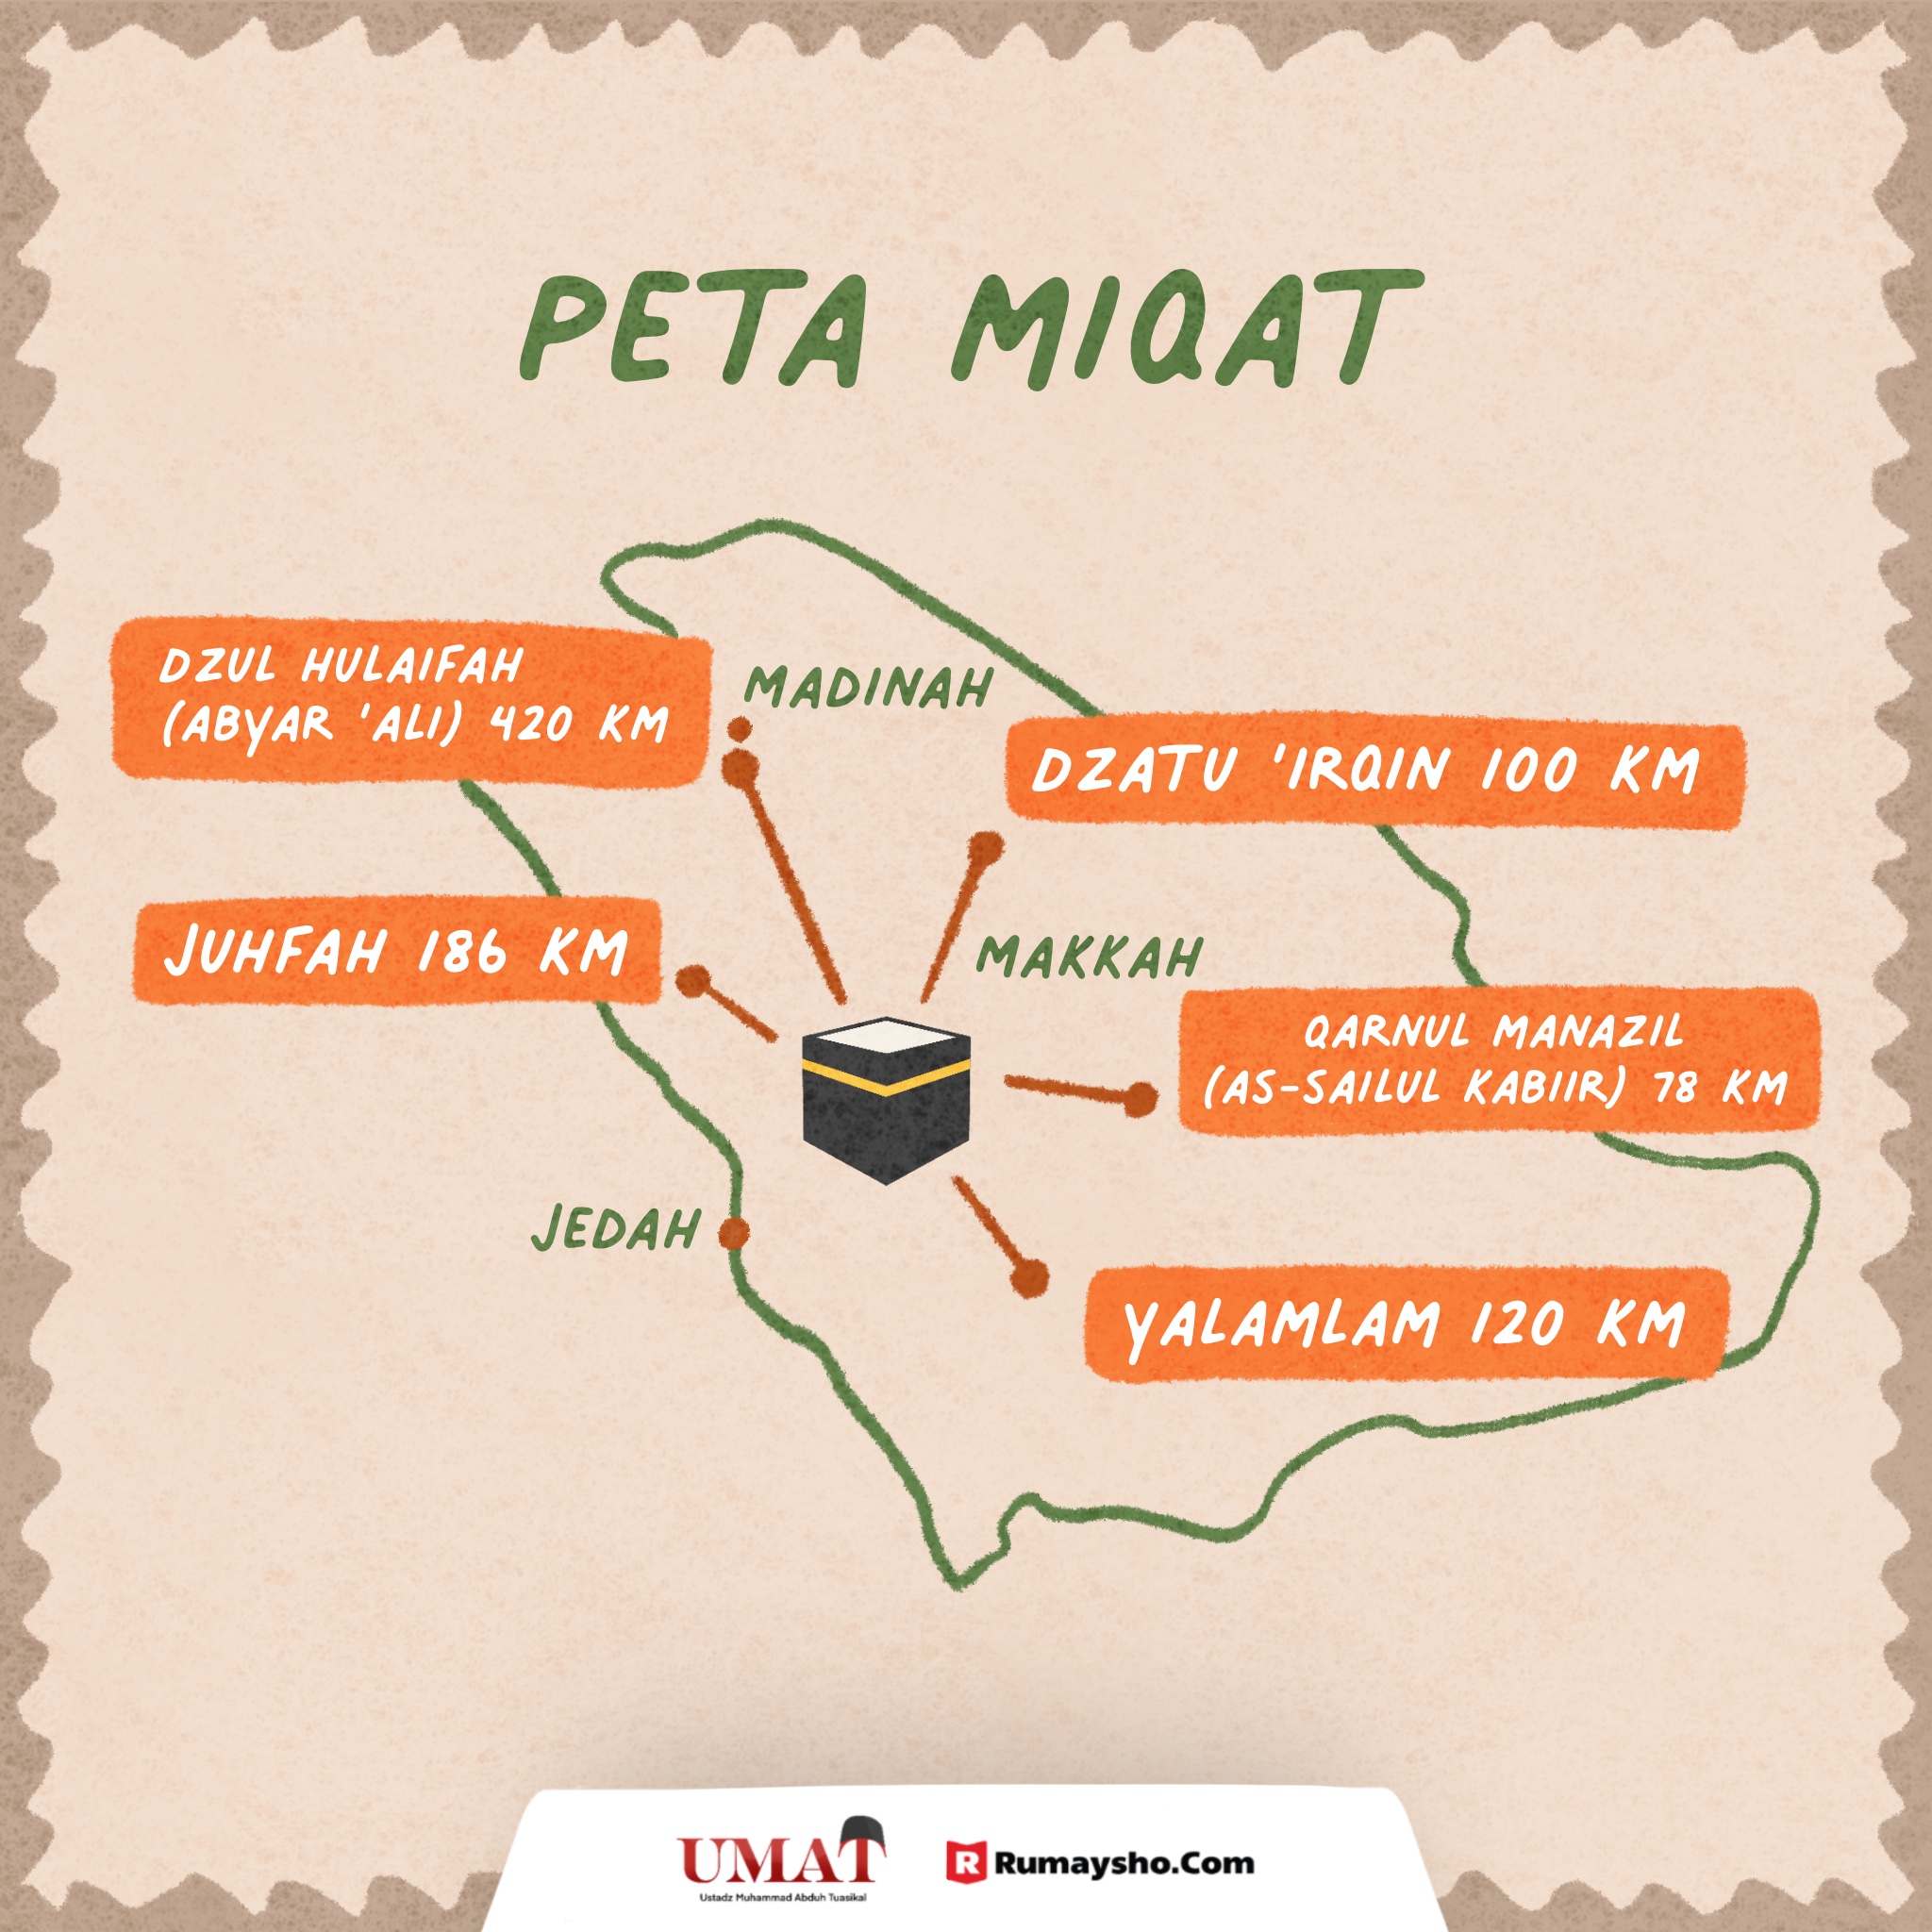 PETA MIQAT
DZUL HULAIFAH
(ABYAR 'ALI) 420 KM
MADINAH
DZATU 'IRQIN 100 KM
JUHFAH 186 KM
MAKKAH
QARNUL MANAZIL
(AS-SAILUL KABIIR) 78 KM
JEDAH
YALAMLAM 120 KM
UMAT
Ustadz Muhammad Abduh Tuasikal
R Rumaysho.Com